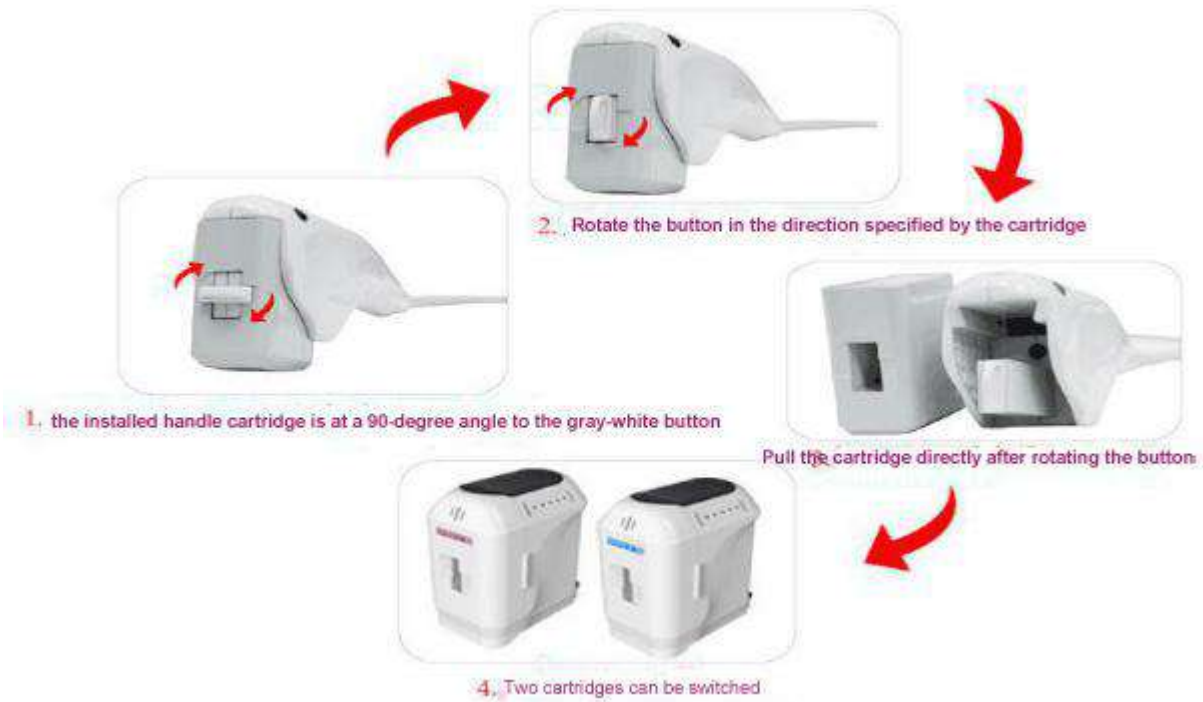 1. the installed handle cartridge is at a 90-degree angle to the gray-white button
2. Rotate the button in the direction specified by the cartridge
3. Pull the cartridge directly after rotating the button
4. Two cartridges can be switched